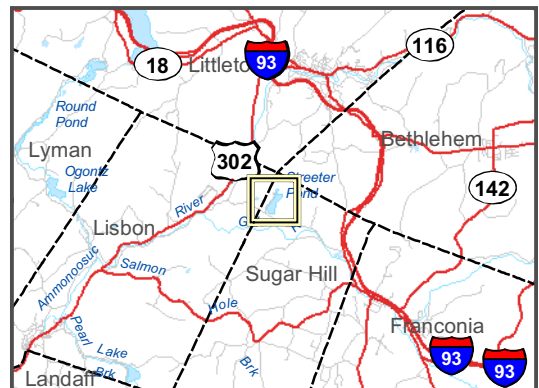 116
18
93
Littleto
Round
Pond
Bethlehem
Lyman
302
Streeter
Pond
142
Ogontz
Lake
River
Lisbon
Ammonoosuc
Salmon
Hole
Brk
Sugar Hill
Pearl Lake
Brk
Franconia
93
93
Landaff